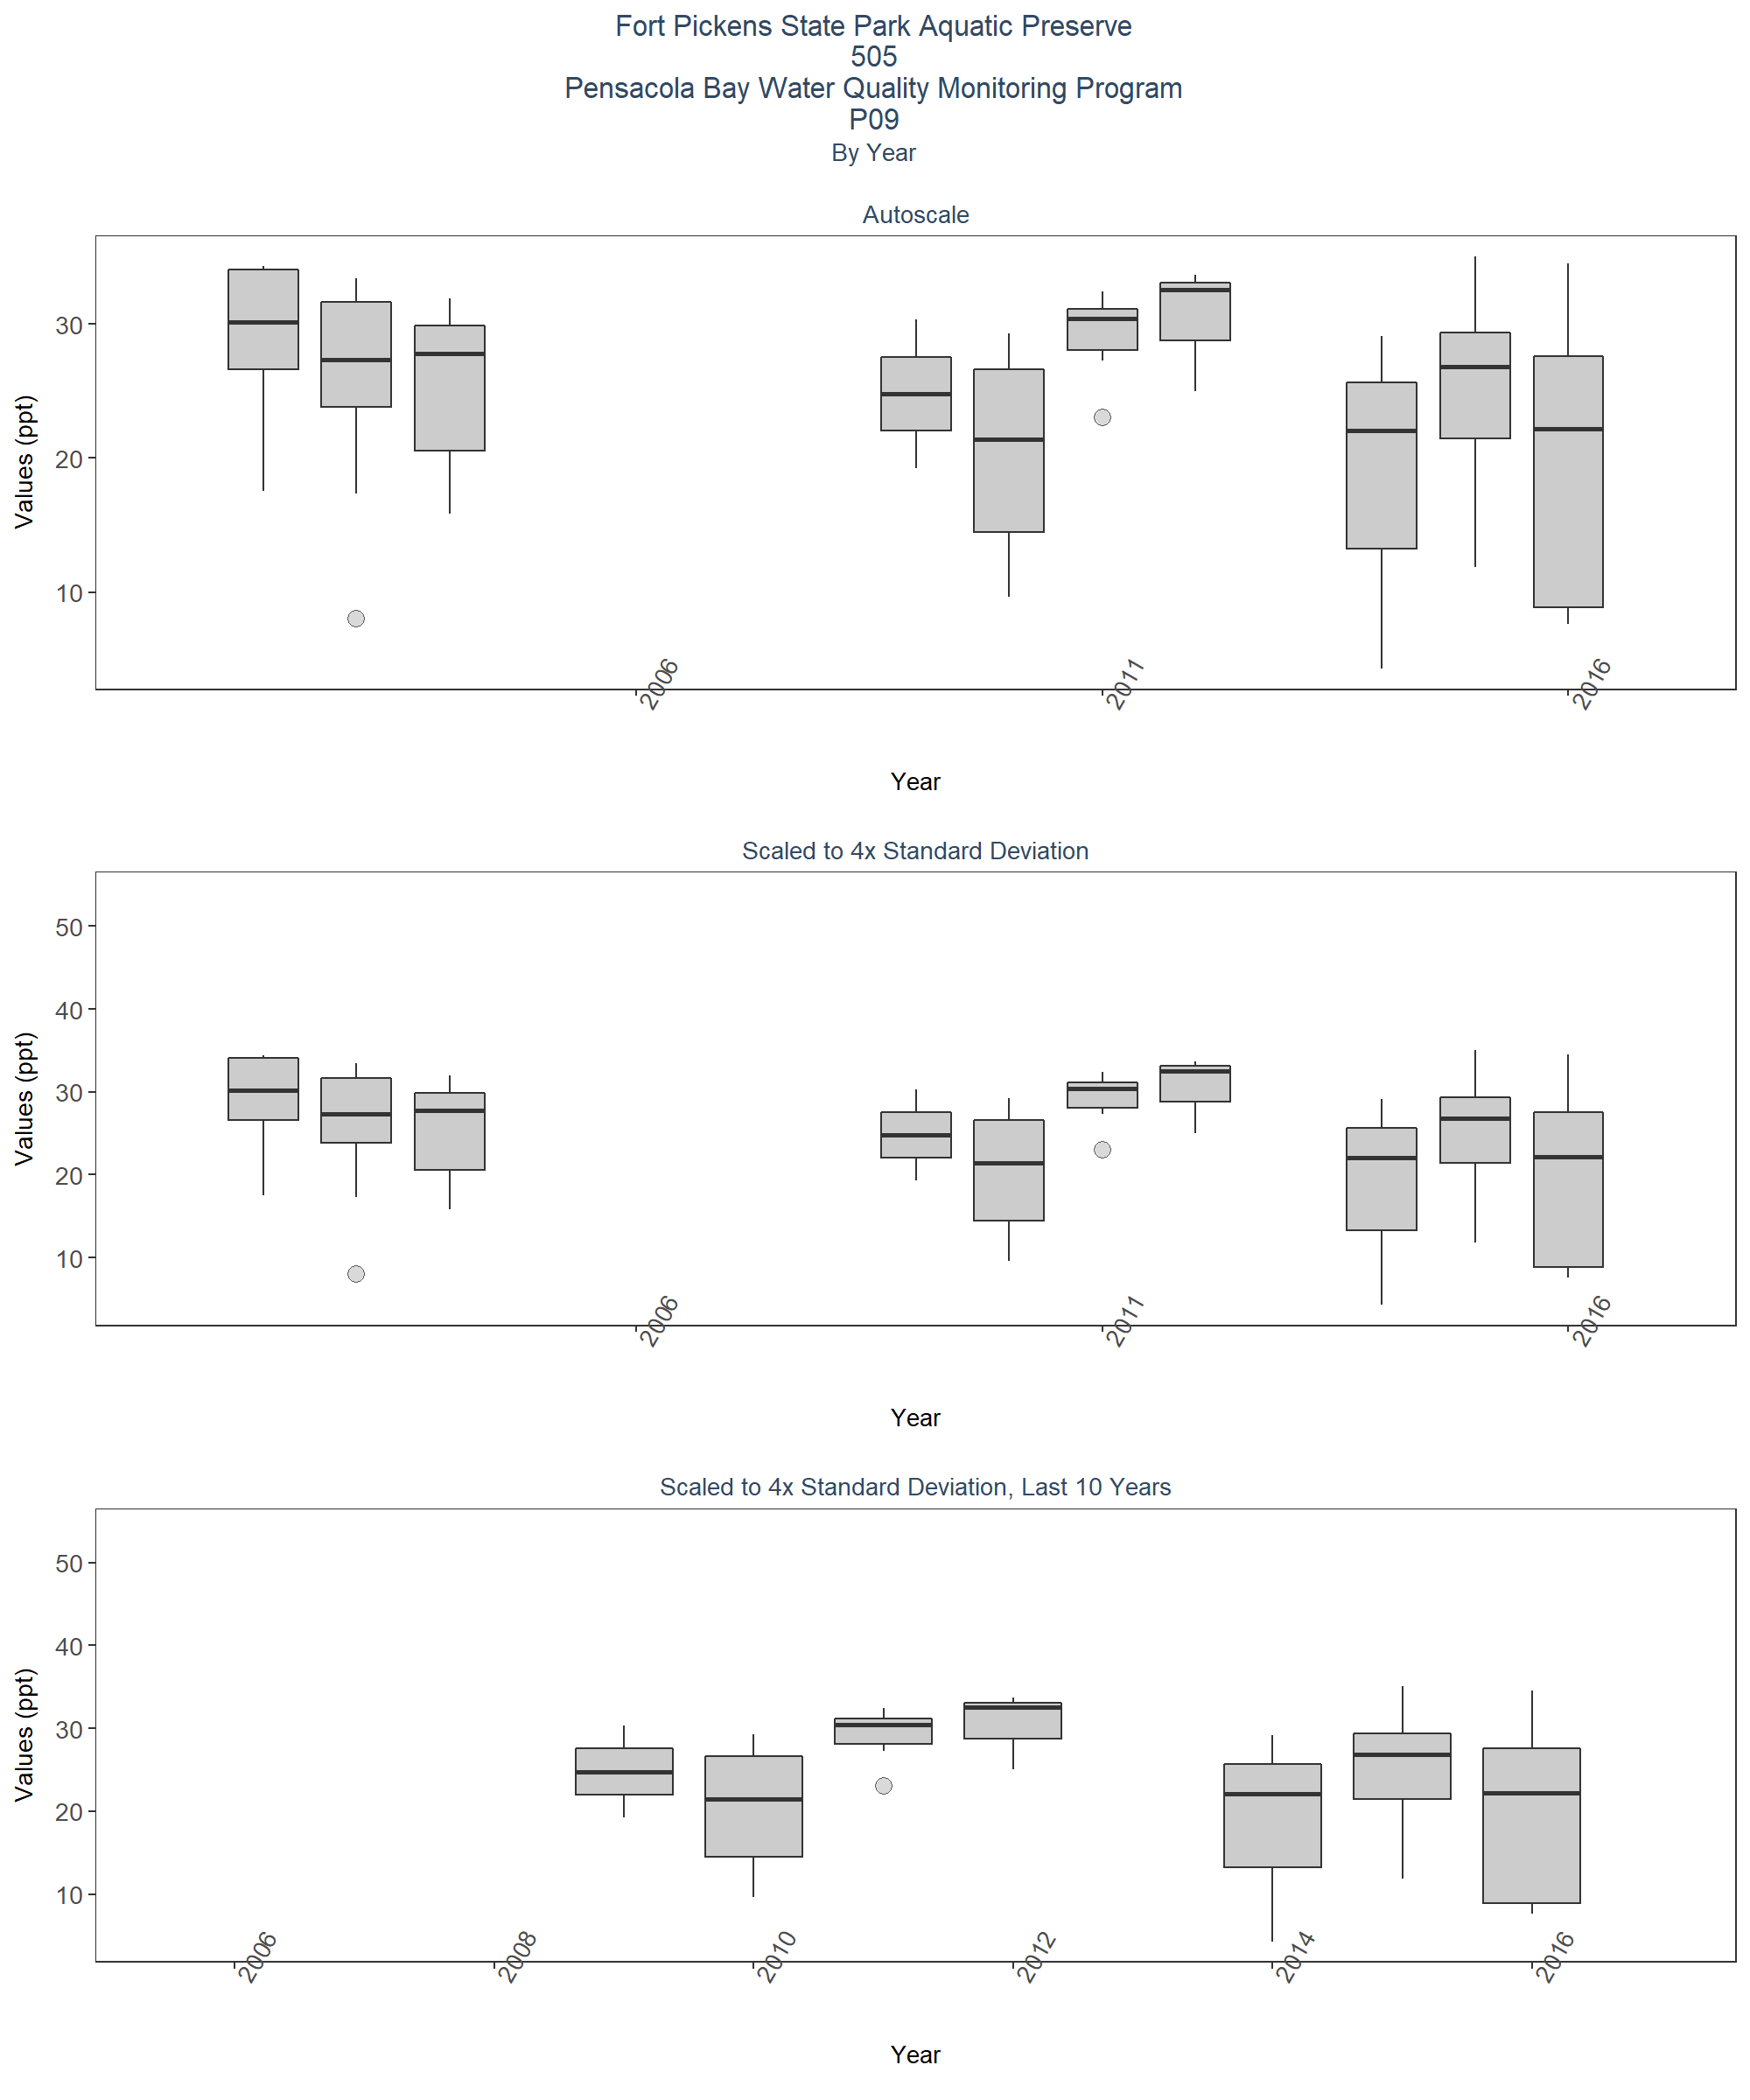 Fort Pickens State Park Aquatic Preserve
505
Pensacola Bay Water Quality Monitoring Program
P09
By Year
Autoscale
Values (ppt)
30
20
10
2006
2011
2016
Year
Scaled to 4x Standard Deviation
Values (ppt)
50
40
30
20
10
2006
2011
2016
Year
Scaled to 4x Standard Deviation, Last 10 Years
Values (ppt)
50
40
30
20
10
2006
2008
2010
2012
2014
2016
Year